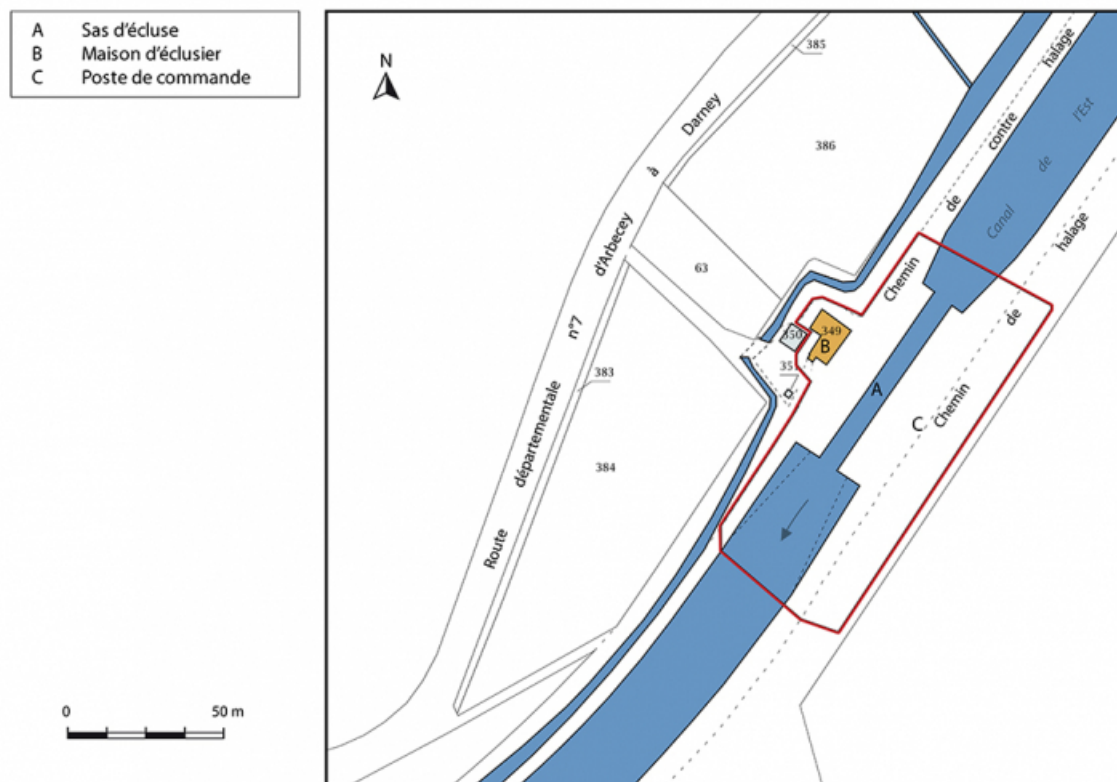 A Sas d'écluse
B Maison d'éclusier
C Poste de commande
N
0 50 m
385
Darney
à
d'Arbecey
n°7
départementale
Route
386
63
383
384
350
349
B
351
A
C
Chemin
de
contre
halage
Canal
de
l'Est
Chemin
de
halage